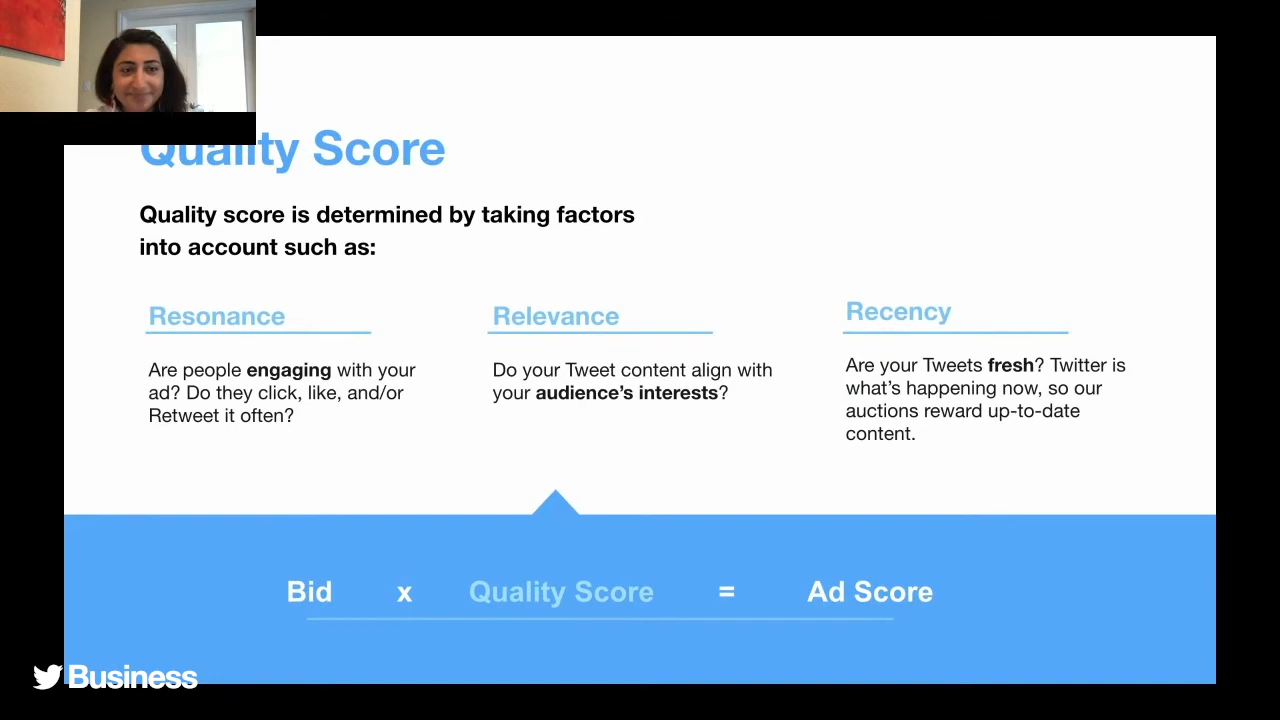 Quality Score
Quality score is determined by taking factors
into account such as:
Resonance
Are people engaging with your
ad? Do they click, like, and/or
Retweet it often?
Relevance
Do your Tweet content align with
your audience’s interests?
Recency
Are your Tweets fresh? Twitter is
what’s happening now, so our
auctions reward up-to-date
content.
Bid x Quality Score = Ad Score
Business